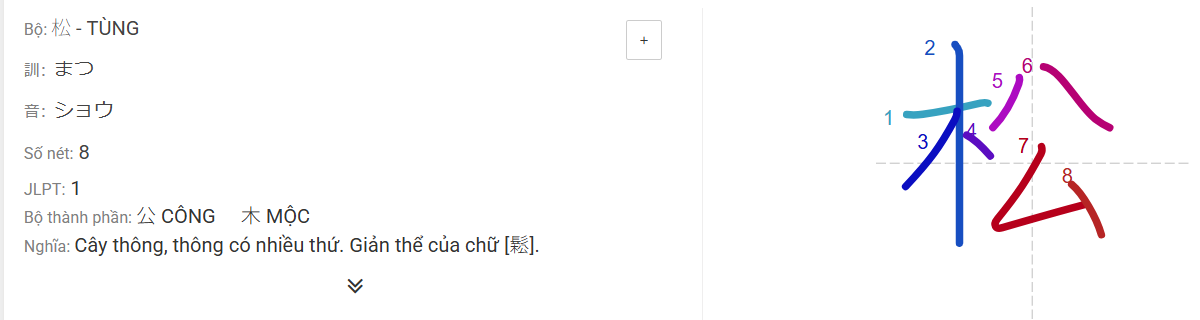 Bộ: 松 - TÙNG
+
訓: まつ
音: ショウ
Số nét: 8
JLPT: 1
Bộ thành phần: 公 CÔNG 木 MỘC
Nghĩa: Cây thông, thông có nhiều thứ. Giản thể của chữ [鬆].
松
1
2
3
4
5
6
7
8